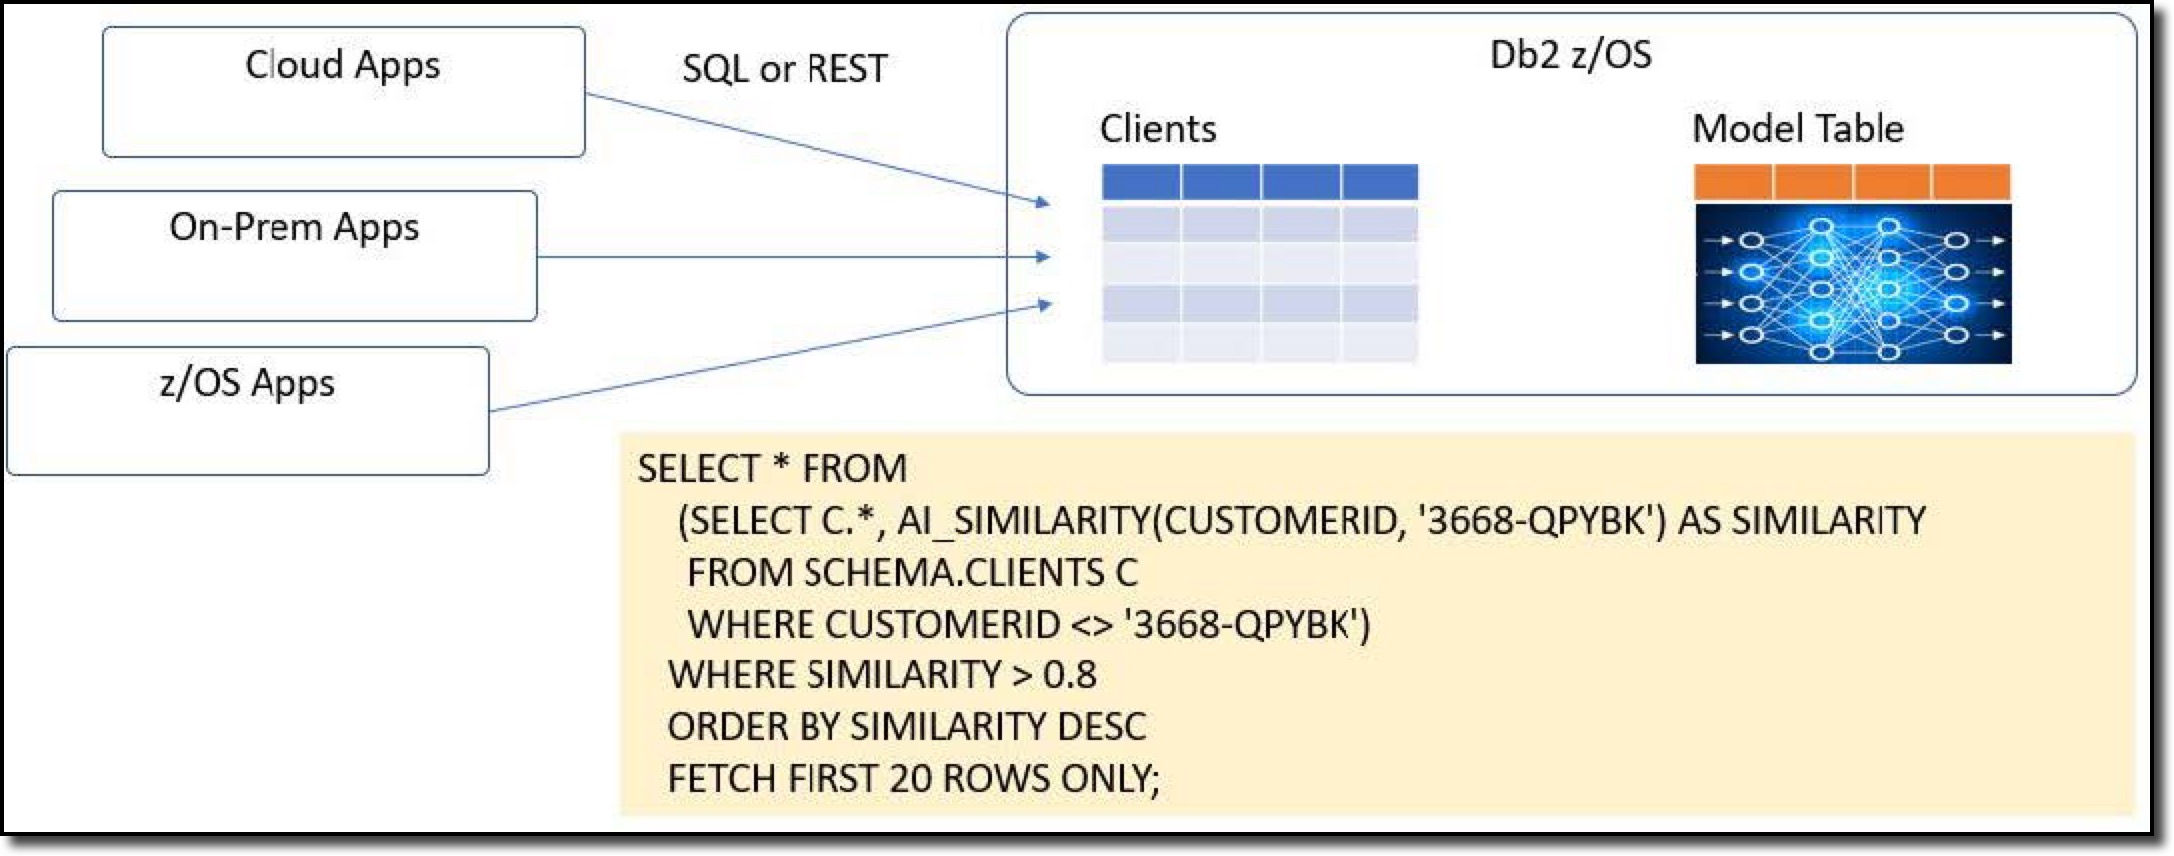 Cloud Apps
SQL or REST
Db2 z/OS
Clients
Model Table
On-Prem Apps
z/OS Apps
SELECT * FROM
(SELECT C.*, AI_SIMILARITY(CUSTOMERID, '3668-QPYBK') AS SIMILARITY
FROM SCHEMA.CLIENTS C
WHERE CUSTOMERID <> '3668-QPYBK')
WHERE SIMILARITY > 0.8
ORDER BY SIMILARITY DESC
FETCH FIRST 20 ROWS ONLY;